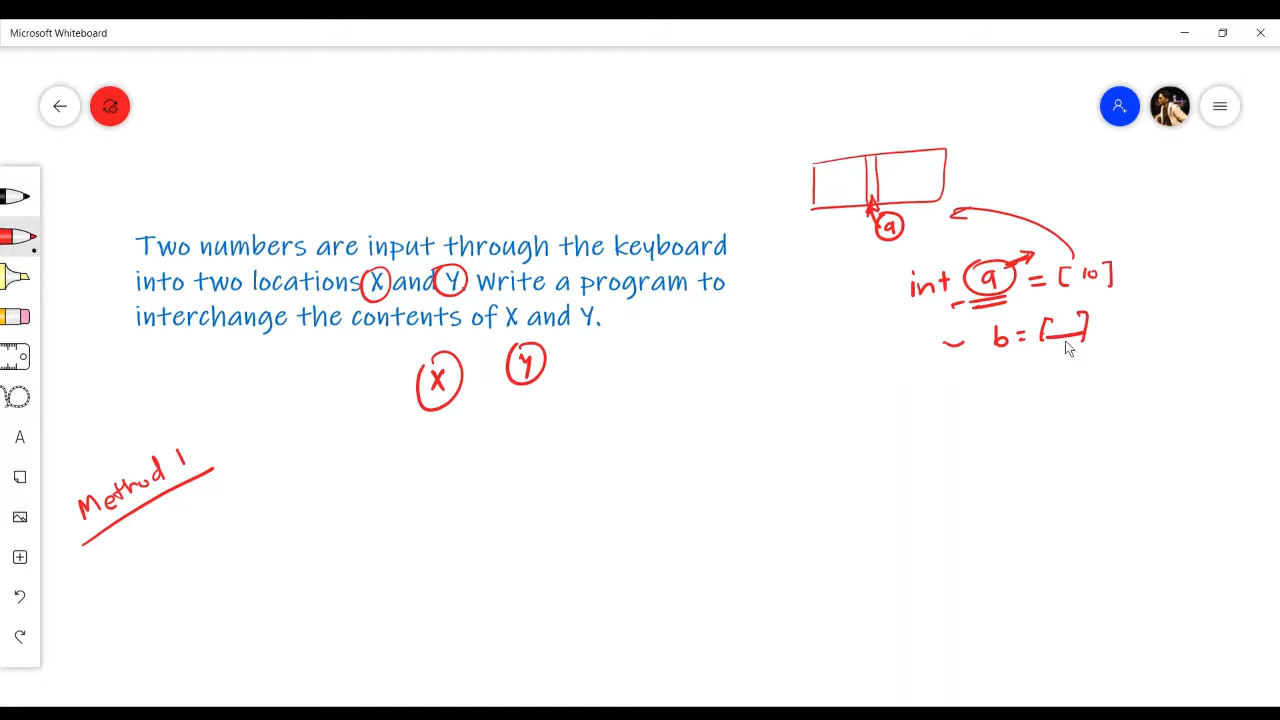 Microsoft Whiteboard
a
Two numbers are input through the keyboard
into two locations X and Y. Write a program to
interchange the contents of X and Y.
int a = [10]
b = [__]
X Y
Method 1
A